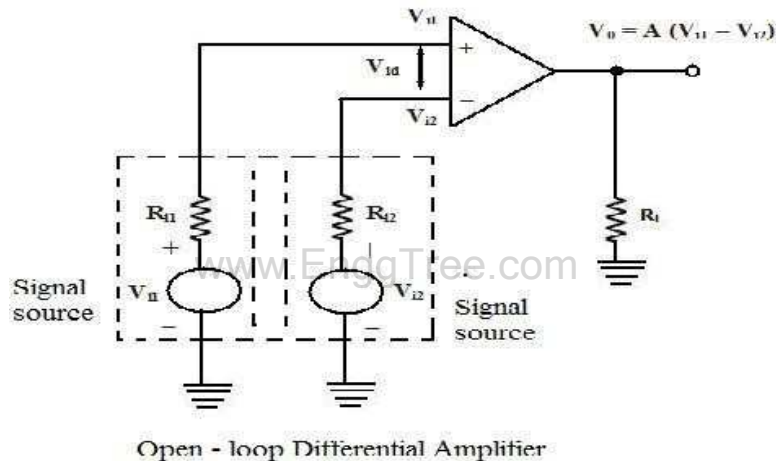 V₀ = A (Vi1 – Vi2)
Vi1
+
Vid
−
Vi2
Ri1
Ri2
RL
+
+
www.EnggTree.com
Signal source
Vi1
Vi2
Signal source
−
−
Open - loop Differential Amplifier